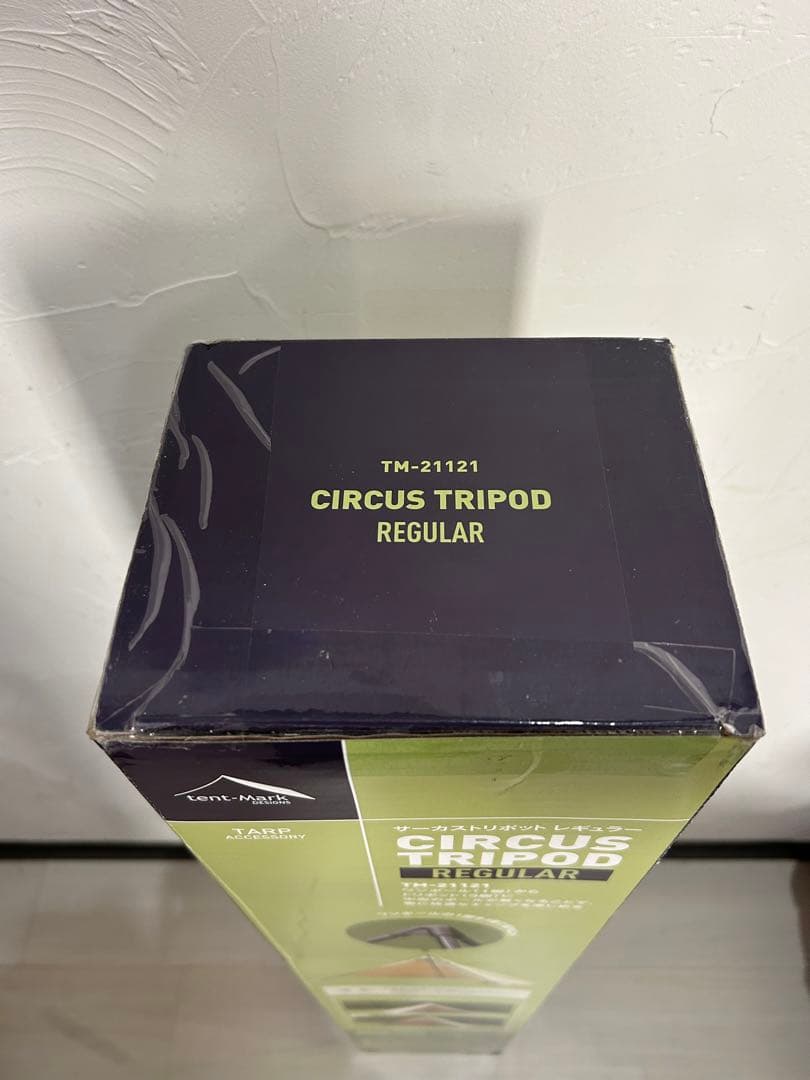 TM-21121
CIRCUS TRIPOD
REGULAR
tent-Mark
DESIGNS
TARP
ACCESSORY
サーカストリポット レギュラー
CIRCUS
TRIPOD
REGULAR
TM-21121